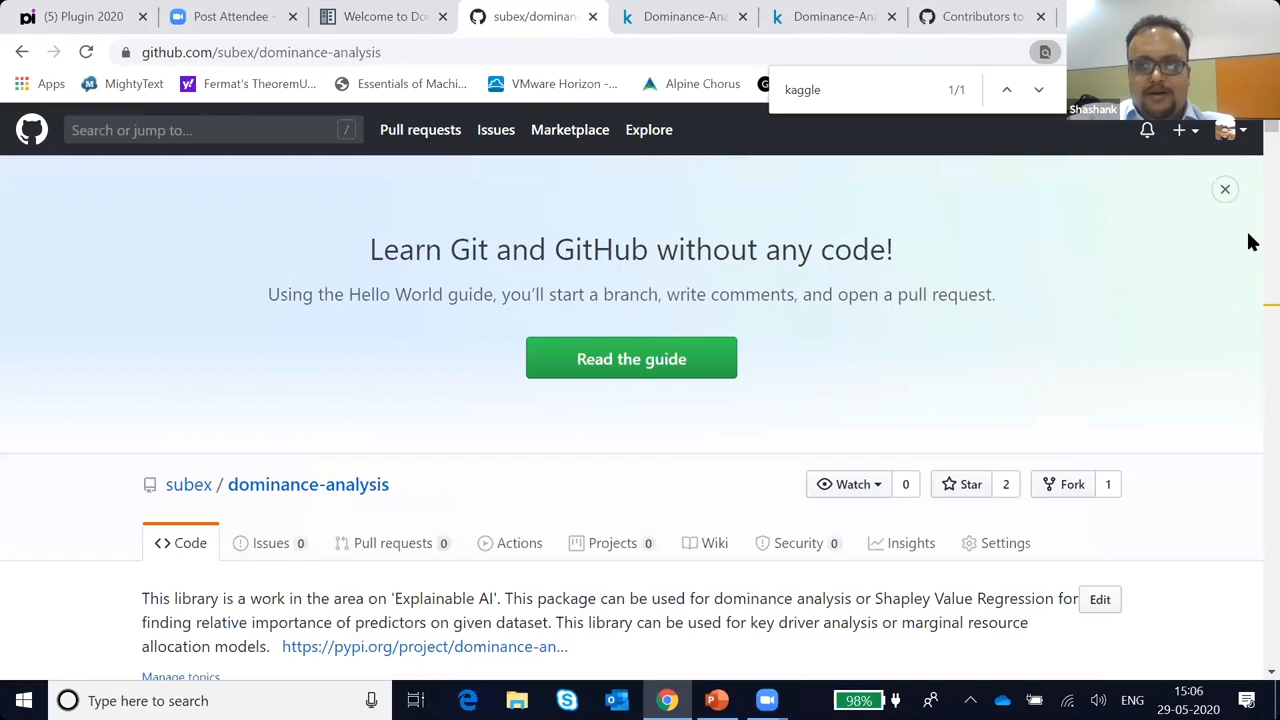 (5) Plugin 2020
Post Attendee -
Welcome to Do
subex/dominan
Dominance-Ana
Dominance-An
Contributors to
github.com/subex/dominance-analysis
Apps
MightyText
Fermat's TheoremU...
Essentials of Machi...
VMware Horizon -...
Alpine Chorus
kaggle 1/1
Shashank
Search or jump to... /
Pull requests Issues Marketplace Explore
Learn Git and GitHub without any code!
Using the Hello World guide, you’ll start a branch, write comments, and open a pull request.
Read the guide
subex / dominance-analysis
Watch 0 Star 2 Fork 1
Code Issues 0 Pull requests 0 Actions Projects 0 Wiki Security 0 Insights Settings
This library is a work in the area on 'Explainable AI'. This package can be used for dominance analysis or Shapley Value Regression for
Edit
finding relative importance of predictors on given dataset. This library can be used for key driver analysis or marginal resource
allocation models. https://pypi.org/project/dominance-an...
Manage topics
Type here to search
98%
ENG
15:06
29-05-2020